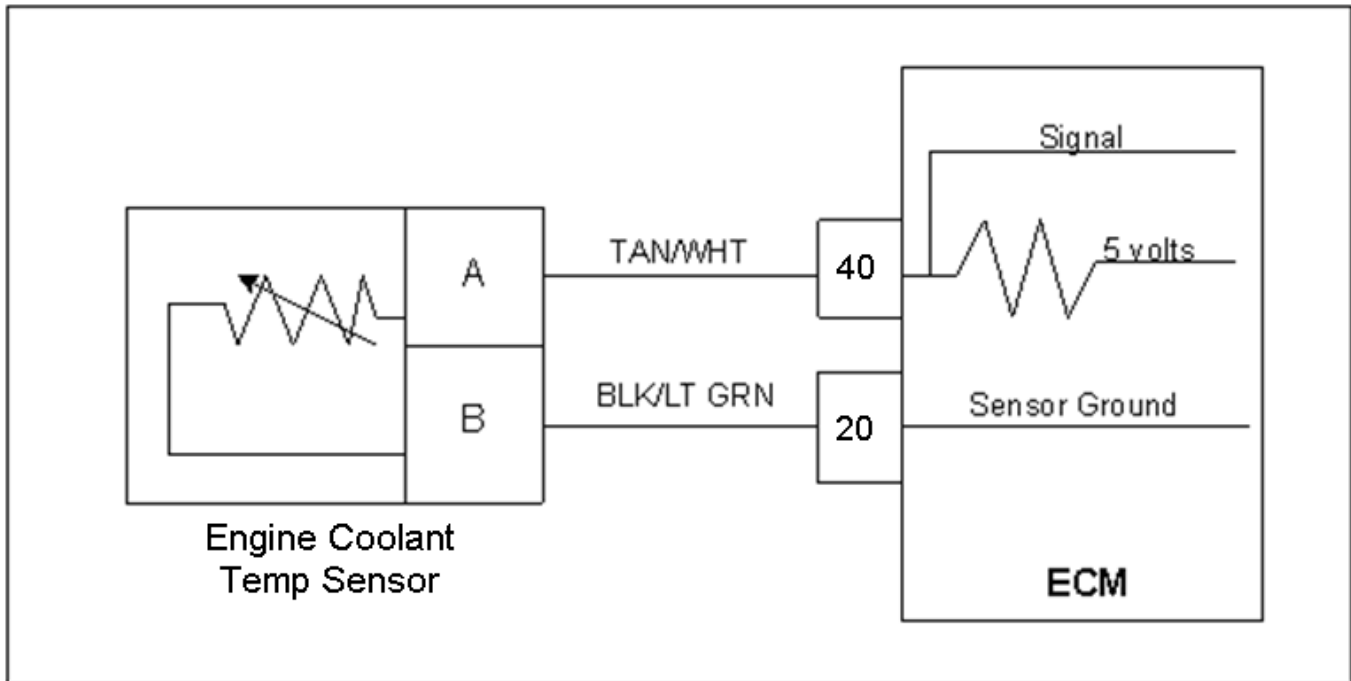 Signal
5 volts
A
TAN/WHT
40
B
BLK/LT GRN
20
Sensor Ground
Engine Coolant
Temp Sensor
ECM